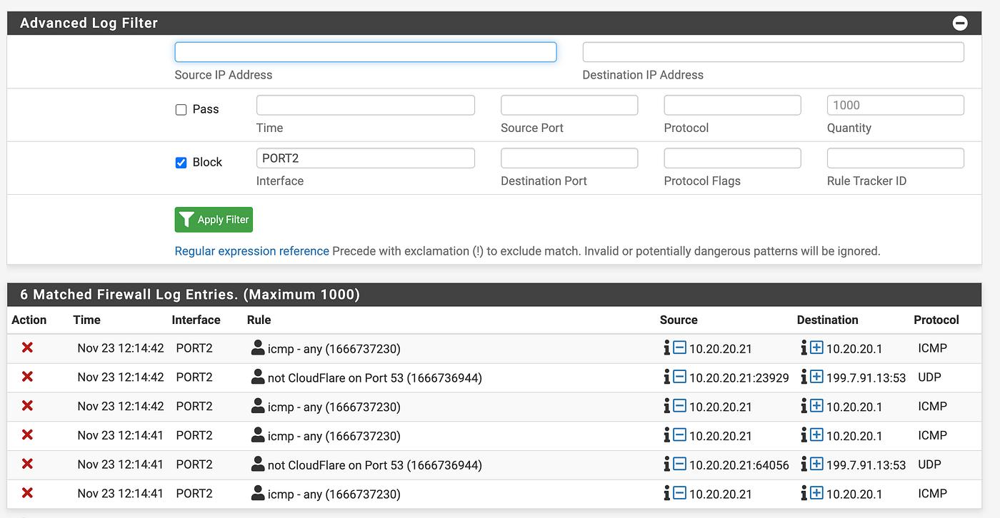 Advanced Log Filter
Source IP Address Destination IP Address
Pass 1000
Time Source Port Protocol Quantity
Block PORT2
Interface Destination Port Protocol Flags Rule Tracker ID
Apply Filter
Regular expression reference Precede with exclamation (!) to exclude match. Invalid or potentially dangerous patterns will be ignored.
6 Matched Firewall Log Entries. (Maximum 1000)
Action Time Interface Rule Source Destination Protocol
Nov 23 12:14:42 PORT2 icmp - any (1666737230) 10.20.20.21 10.20.20.1 ICMP
Nov 23 12:14:42 PORT2 not CloudFlare on Port 53 (1666736944) 10.20.20.21:23929 199.7.91.13:53 UDP
Nov 23 12:14:42 PORT2 icmp - any (1666737230) 10.20.20.21 10.20.20.1 ICMP
Nov 23 12:14:41 PORT2 icmp - any (1666737230) 10.20.20.21 10.20.20.1 ICMP
Nov 23 12:14:41 PORT2 not CloudFlare on Port 53 (1666736944) 10.20.20.21:64056 199.7.91.13:53 UDP
Nov 23 12:14:41 PORT2 icmp - any (1666737230) 10.20.20.21 10.20.20.1 ICMP